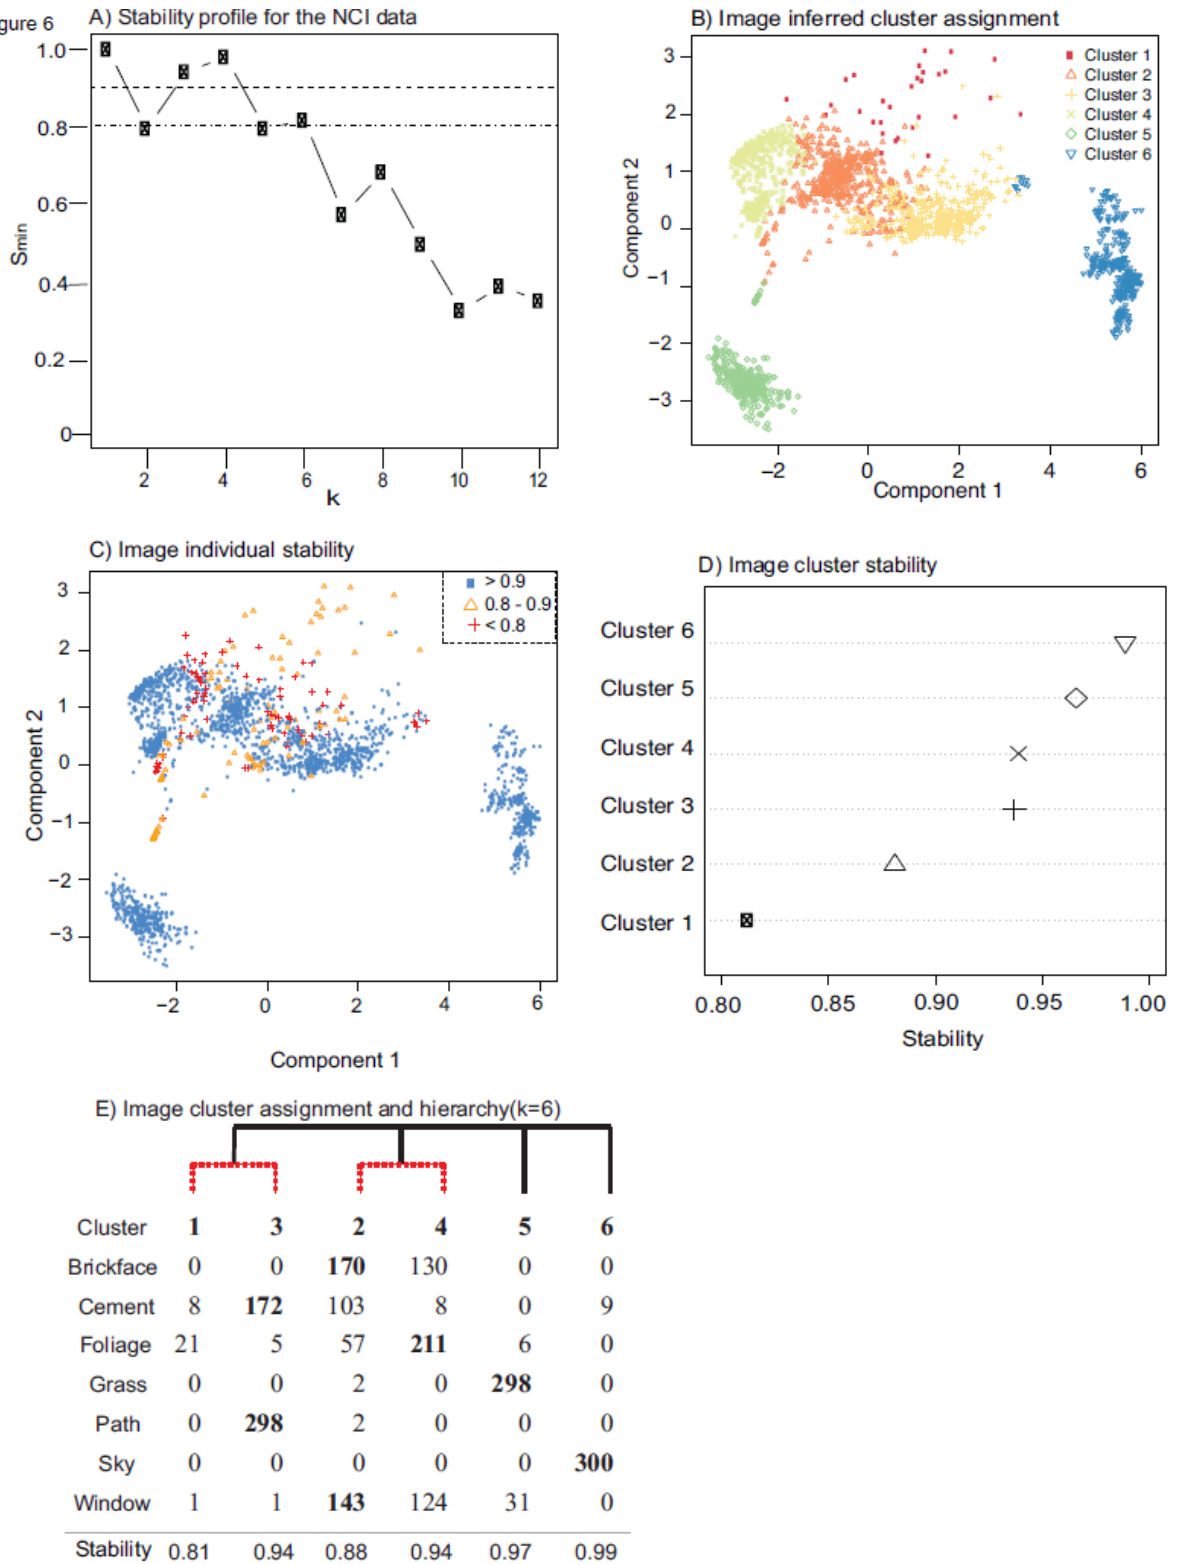 gure 6
A) Stability profile for the NCI data
1.0
0.8
0.6
0.4
0.2
0
Smin
2 4 6 8 10 12
k
B) Image inferred cluster assignment
3
2
1
0
−1
−2
−3
Component 2
Cluster 1
Cluster 2
Cluster 3
Cluster 4
Cluster 5
Cluster 6
−2 0 2 4 6
Component 1
C) Image individual stability
3
2
1
0
−1
−2
−3
Component 2
> 0.9
0.8 - 0.9
< 0.8
−2 0 2 4 6
Component 1
D) Image cluster stability
Cluster 6
Cluster 5
Cluster 4
Cluster 3
Cluster 2
Cluster 1
0.80 0.85 0.90 0.95 1.00
Stability
E) Image cluster assignment and hierarchy(k=6)
Cluster 1 3 2 4 5 6
Brickface 0 0 170 130 0 0
Cement 8 172 103 8 0 9
Foliage 21 5 57 211 6 0
Grass 0 0 2 0 298 0
Path 0 298 2 0 0 0
Sky 0 0 0 0 0 300
Window 1 1 143 124 31 0
Stability 0.81 0.94 0.88 0.94 0.97 0.99